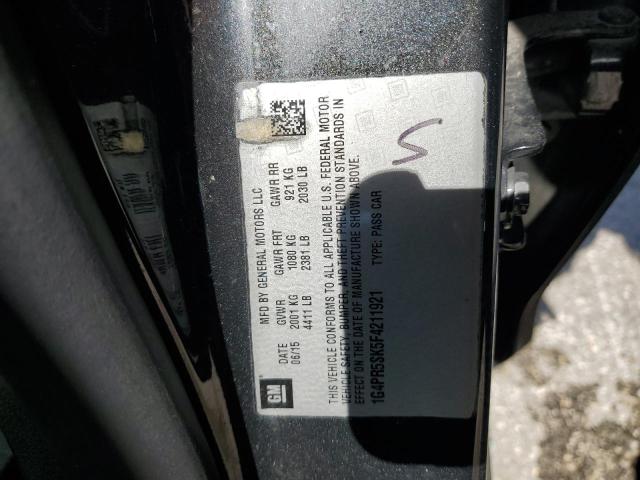 GM
MFD BY GENERAL MOTORS LLC
DATE GUWR GAWR FRT GAWR RR
06/15 2001 KG 1080 KG 921 KG
4411 LB 2381 LB 2030 LB
THIS VEHICLE CONFORMS TO ALL APPLICABLE U.S. FEDERAL MOTOR
VEHICLE SAFETY, BUMPER, AND THEFT PREVENTION STANDARDS IN
EFFECT ON THE DATE OF MANUFACTURE SHOWN ABOVE.
1G4PR5SK5F4211921 TYPE: PASS CAR